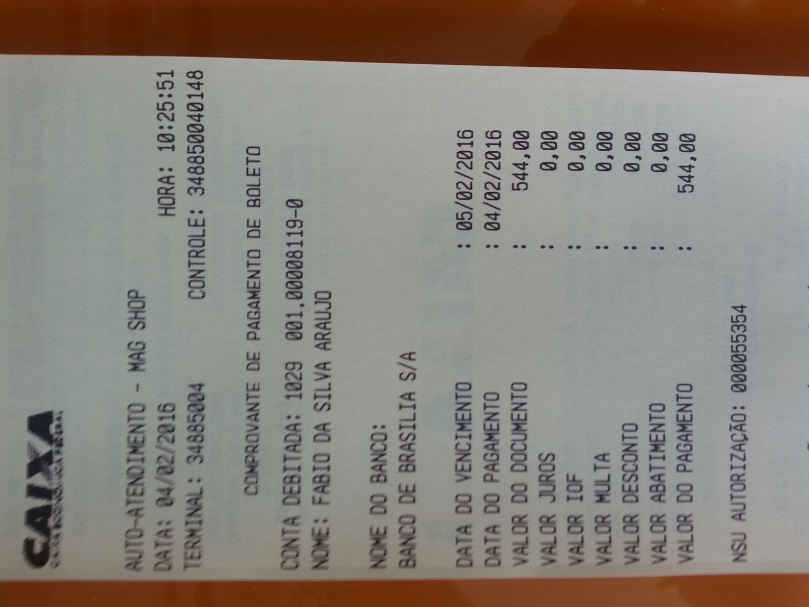 CAIXA
CAIXA ECONÔMICA FEDERAL
AUTO-ATENDIMENTO - MAG SHOP
DATA: 04/02/2016 HORA: 10:25:51
TERMINAL: 34885004 CONTROLE: 348850040148
COMPROVANTE DE PAGAMENTO DE BOLETO
CONTA DEBITADA: 1029 001.00008119-0
NOME: FABIO DA SILVA ARAUJO
NOME DO BANCO:
BANCO DE BRASILIA S/A
DATA DO VENCIMENTO : 05/02/2016
DATA DO PAGAMENTO : 04/02/2016
VALOR DO DOCUMENTO : 544,00
VALOR JUROS : 0,00
VALOR IOF : 0,00
VALOR MULTA : 0,00
VALOR DESCONTO : 0,00
VALOR ABATIMENTO : 0,00
VALOR DO PAGAMENTO : 544,00
NSU AUTORIZAÇÃO: 000055354